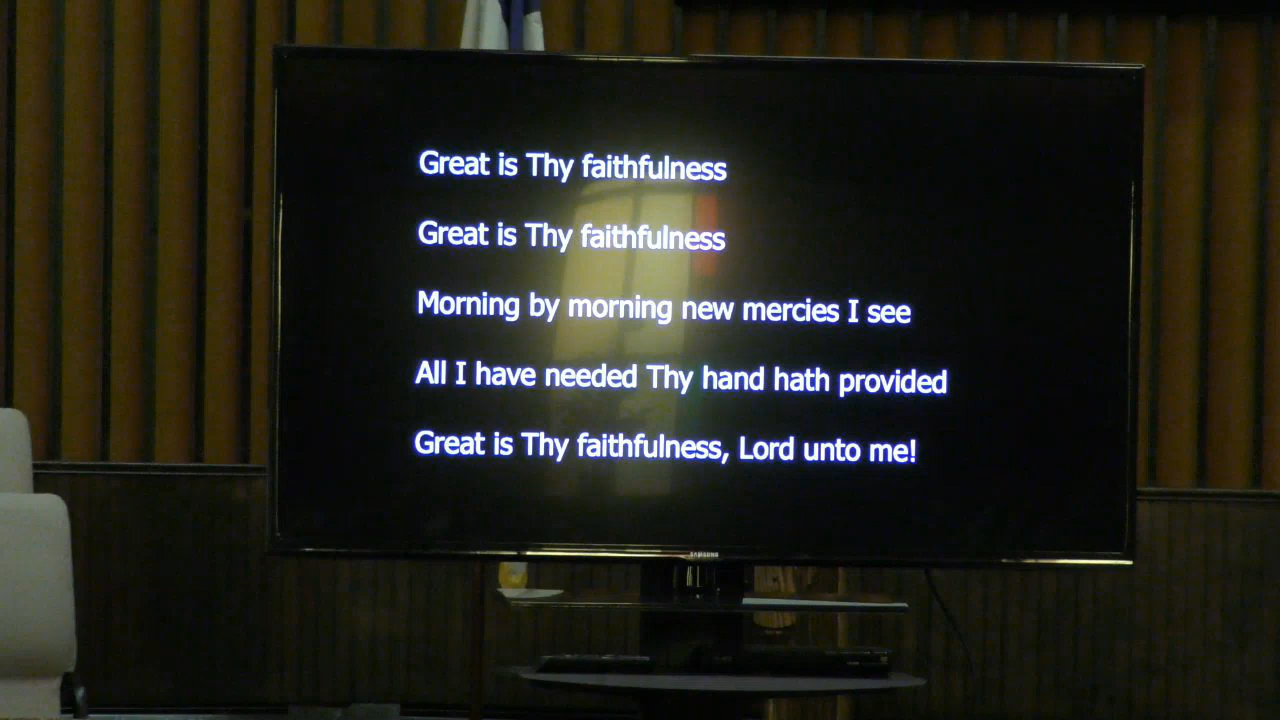 Great is Thy faithfulness
Great is Thy faithfulness
Morning by morning new mercies I see
All I have needed Thy hand hath provided
Great is Thy faithfulness, Lord unto me!
SAMSUNG